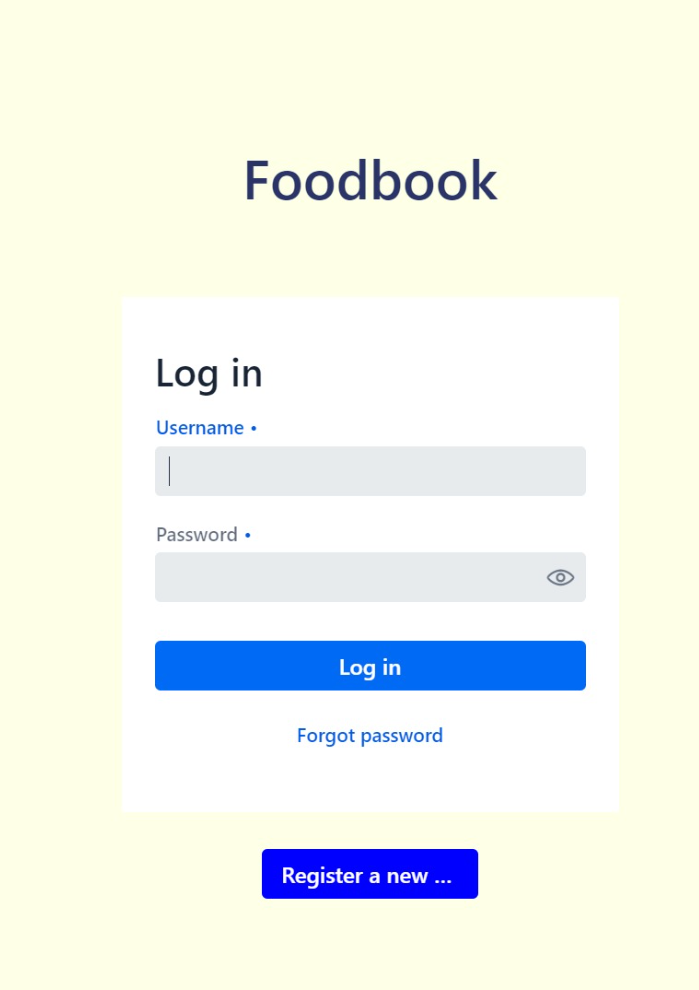 Foodbook
Log in
Username •
Password •
Log in
Forgot password
Register a new ...